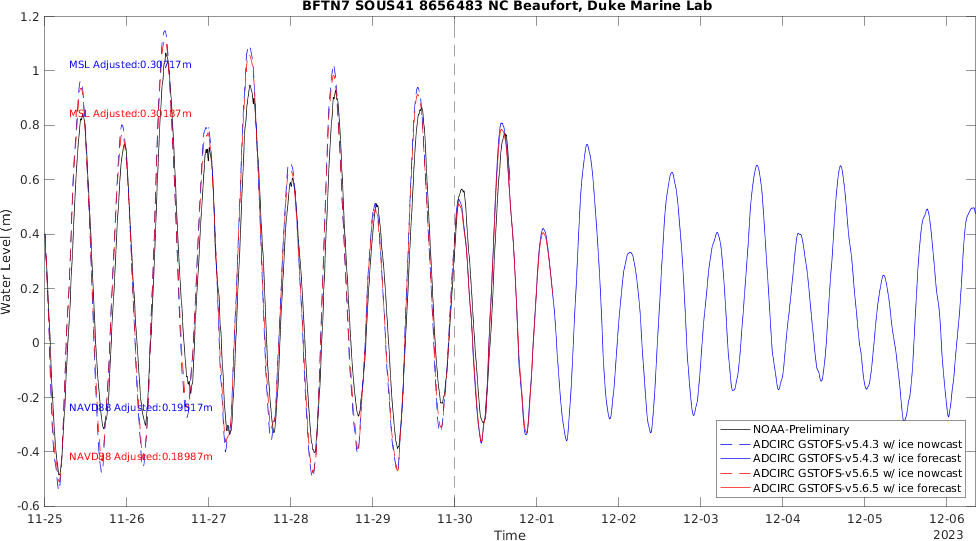 BFTN7 SOUS41 8656483 NC Beaufort, Duke Marine Lab
1.2
1
0.8
0.6
0.4
0.2
0
-0.2
-0.4
-0.6
Water Level (m)
MSL Adjusted:0.30717m
MSL Adjusted:0.30187m
NAVD88 Adjusted:0.19517m
NAVD88 Adjusted:0.18987m
NOAA-Preliminary
ADCIRC GSTOFS-v5.4.3 w/ ice nowcast
ADCIRC GSTOFS-v5.4.3 w/ ice forecast
ADCIRC GSTOFS-v5.6.5 w/ ice nowcast
ADCIRC GSTOFS-v5.6.5 w/ ice forecast
11-25 11-26 11-27 11-28 11-29 11-30 12-01 12-02 12-03 12-04 12-05 12-06
Time
2023